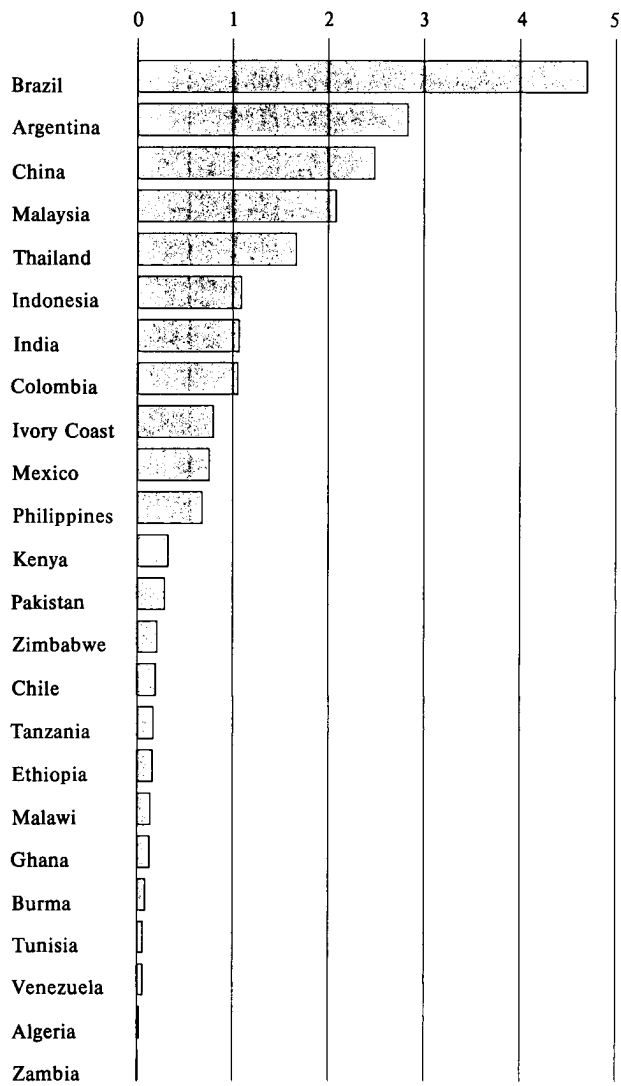 0 1 2 3 4 5
Brazil
Argentina
China
Malaysia
Thailand
Indonesia
India
Colombia
Ivory Coast
Mexico
Philippines
Kenya
Pakistan
Zimbabwe
Chile
Tanzania
Ethiopia
Malawi
Ghana
Burma
Tunisia
Venezuela
Algeria
Zambia